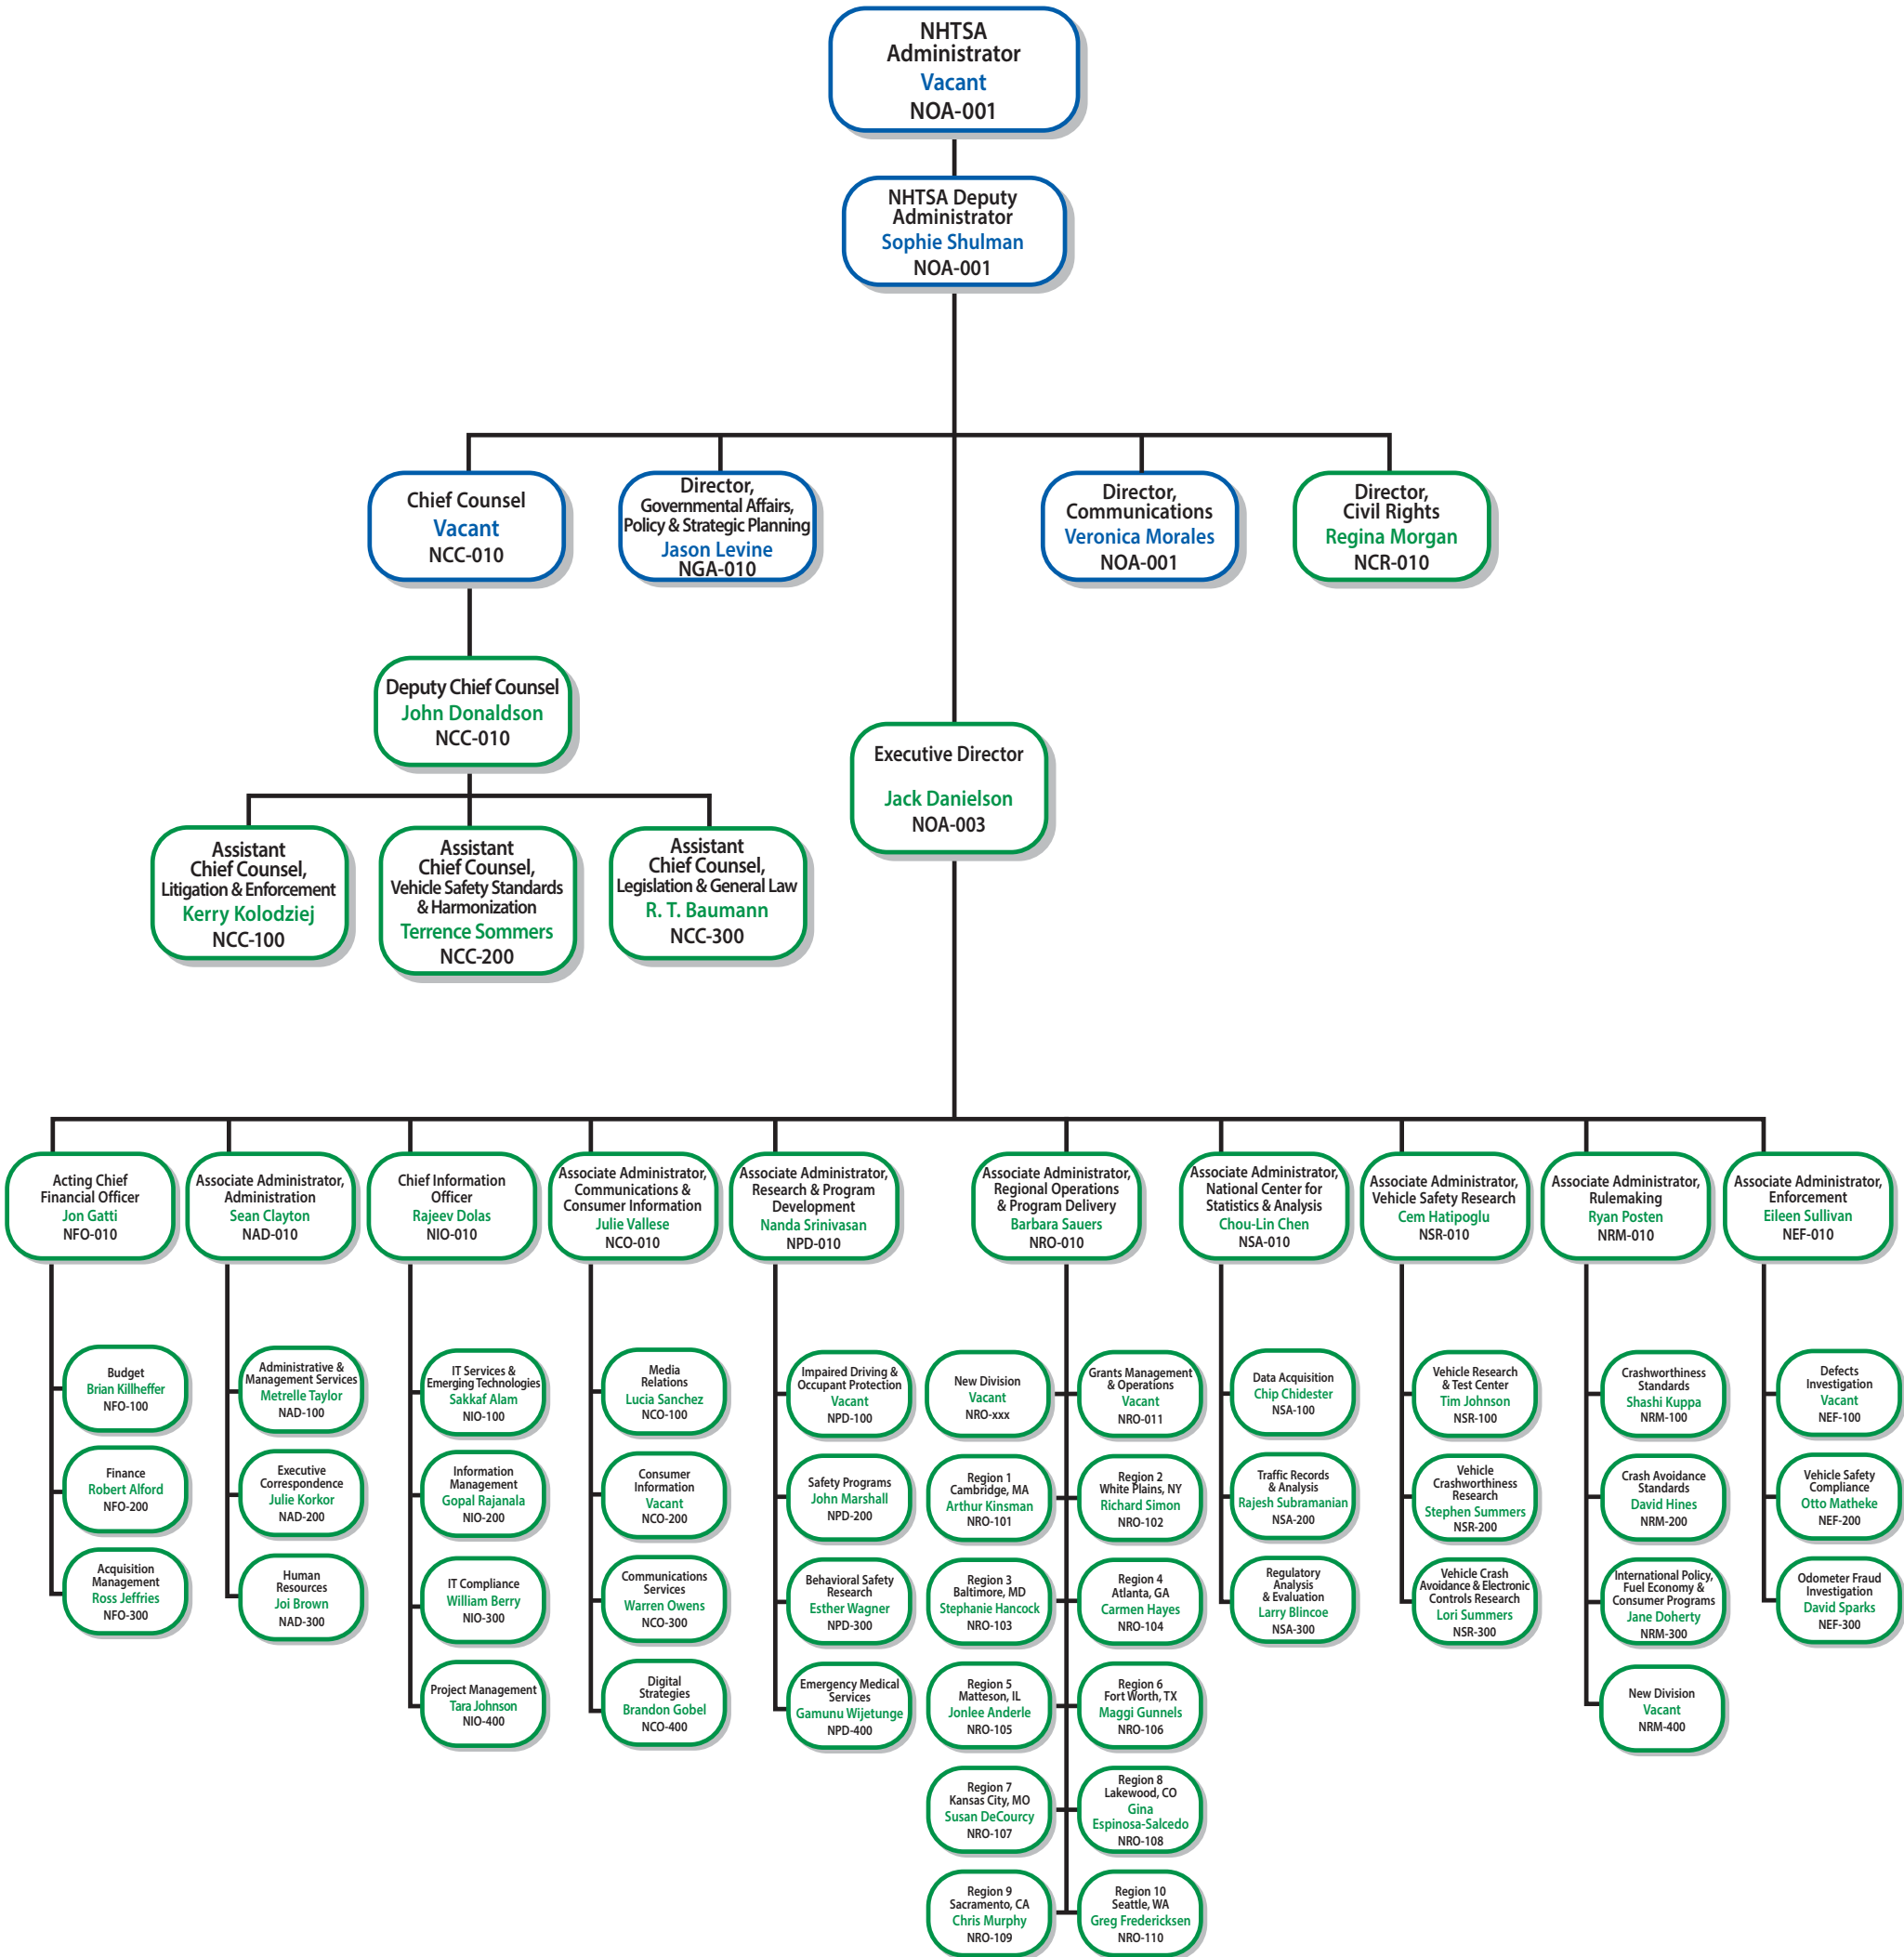 NHTSA
Administrator
Vacant
NOA-001
NHTSA Deputy
Administrator
Sophie Shulman
NOA-001
Chief Counsel
Vacant
NCC-010
Director,
Governmental Affairs,
Policy & Strategic Planning
Jason Levine
NGA-010
Director,
Communications
Veronica Morales
NOA-001
Director,
Civil Rights
Regina Morgan
NCR-010
Deputy Chief Counsel
John Donaldson
NCC-010
Executive Director
Jack Danielson
NOA-003
Assistant
Chief Counsel,
Litigation & Enforcement
Kerry Kolodziej
NCC-100
Assistant
Chief Counsel,
Vehicle Safety Standards
& Harmonization
Terrence Sommers
NCC-200
Assistant
Chief Counsel,
Legislation & General Law
R. T. Baumann
NCC-300
Acting Chief
Financial Officer
Jon Gatti
NFO-010
Associate Administrator,
Administration
Sean Clayton
NAD-010
Chief Information
Officer
Rajeev Dolas
NIO-010
Associate Administrator,
Communications &
Consumer Information
Julie Vallese
NCO-010
Associate Administrator,
Research & Program
Development
Nanda Srinivasan
NPD-010
Associate Administrator,
Regional Operations
& Program Delivery
Barbara Sauers
NRO-010
Associate Administrator,
National Center for
Statistics & Analysis
Chou-Lin Chen
NSA-010
Associate Administrator,
Vehicle Safety Research
Cem Hatipoglu
NSR-010
Associate Administrator,
Rulemaking
Ryan Posten
NRM-010
Associate Administrator,
Enforcement
Eileen Sullivan
NEF-010
Budget
Brian Killheffer
NFO-100
Finance
Robert Alford
NFO-200
Acquisition
Management
Ross Jeffries
NFO-300
Administrative &
Management Services
Metrelle Taylor
NAD-100
Executive
Correspondence
Julie Korkor
NAD-200
Human
Resources
Joi Brown
NAD-300
IT Services &
Emerging Technologies
Sakkaf Alam
NIO-100
Information
Management
Gopal Rajanala
NIO-200
IT Compliance
William Berry
NIO-300
Project Management
Tara Johnson
NIO-400
Media
Relations
Lucia Sanchez
NCO-100
Consumer
Information
Vacant
NCO-200
Communications
Services
Warren Owens
NCO-300
Digital
Strategies
Brandon Gobel
NCO-400
Impaired Driving &
Occupant Protection
Vacant
NPD-100
Safety Programs
John Marshall
NPD-200
Behavioral Safety
Research
Esther Wagner
NPD-300
Emergency Medical
Services
Gamunu Wijetunge
NPD-400
New Division
Vacant
NRO-xxx
Grants Management
& Operations
Vacant
NRO-011
Region 1
Cambridge, MA
Arthur Kinsman
NRO-101
Region 2
White Plains, NY
Richard Simon
NRO-102
Region 3
Baltimore, MD
Stephanie Hancock
NRO-103
Region 4
Atlanta, GA
Carmen Hayes
NRO-104
Region 5
Matteson, IL
Jonlee Anderle
NRO-105
Region 6
Fort Worth, TX
Maggi Gunnels
NRO-106
Region 7
Kansas City, MO
Susan DeCourcy
NRO-107
Region 8
Lakewood, CO
Gina
Espinosa-Salcedo
NRO-108
Region 9
Sacramento, CA
Chris Murphy
NRO-109
Region 10
Seattle, WA
Greg Fredericksen
NRO-110
Data Acquisition
Chip Chidester
NSA-100
Traffic Records
& Analysis
Rajesh Subramanian
NSA-200
Regulatory
Analysis
& Evaluation
Larry Blincoe
NSA-300
Vehicle Research
& Test Center
Tim Johnson
NSR-100
Vehicle
Crashworthiness
Research
Stephen Summers
NSR-200
Vehicle Crash
Avoidance & Electronic
Controls Research
Lori Summers
NSR-300
Crashworthiness
Standards
Shashi Kuppa
NRM-100
Crash Avoidance
Standards
David Hines
NRM-200
International Policy,
Fuel Economy &
Consumer Programs
Jane Doherty
NRM-300
New Division
Vacant
NRM-400
Defects
Investigation
Vacant
NEF-100
Vehicle Safety
Compliance
Otto Matheke
NEF-200
Odometer Fraud
Investigation
David Sparks
NEF-300